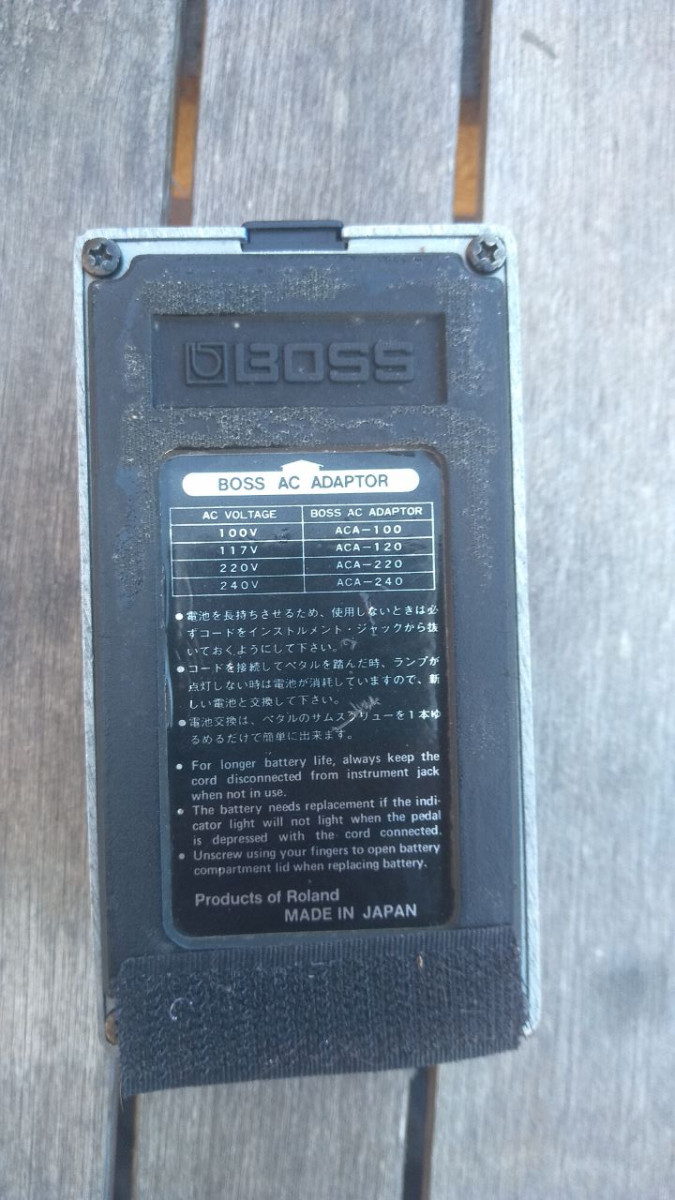 BOSS
BOSS AC ADAPTOR
AC VOLTAGE BOSS AC ADAPTOR
100V ACA-100
117V ACA-120
220V ACA-220
240V ACA-240
●電池を長持ちさせるため、使用しないときは必
ずコードをインストルメント・ジャックから抜
いておくようにして下さい。
●コードを接続してペタルを踏んだ時、ランプが
点灯しない時は電池が消耗していますので、新
しい電池と交換して下さい。
●電池交換は、ペタルのサムスクリューを1本ゆ
るめるだけで簡単に出来ます。
● For longer battery life, always keep the
cord disconnected from instrument jack
when not in use.
● The battery needs replacement if the indi-
cator light will not light when the pedal
is depressed with the cord connected.
● Unscrew using your fingers to open battery
compartment lid when replacing battery.
Products of Roland
MADE IN JAPAN